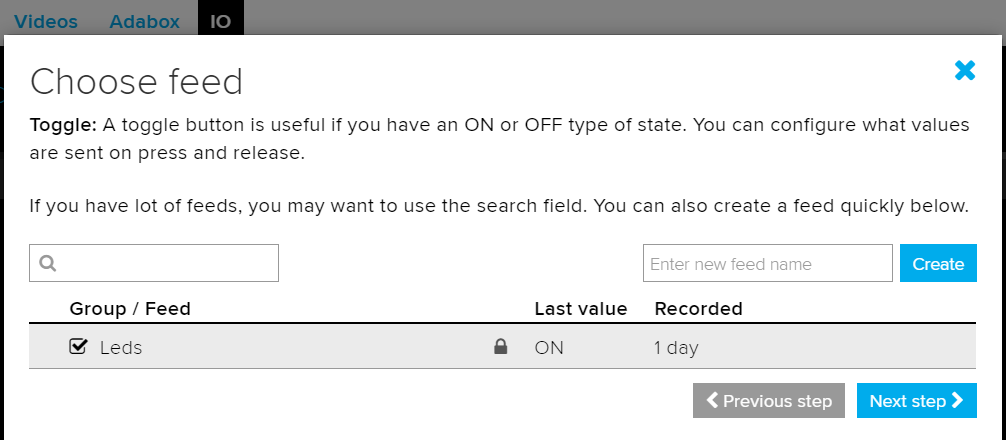 Videos Adabox IO
Choose feed
Toggle: A toggle button is useful if you have an ON or OFF type of state. You can configure what values
are sent on press and release.
If you have lot of feeds, you may want to use the search field. You can also create a feed quickly below.
Enter new feed name Create
Group / Feed Last value Recorded
Leds ON 1 day
Previous step Next step